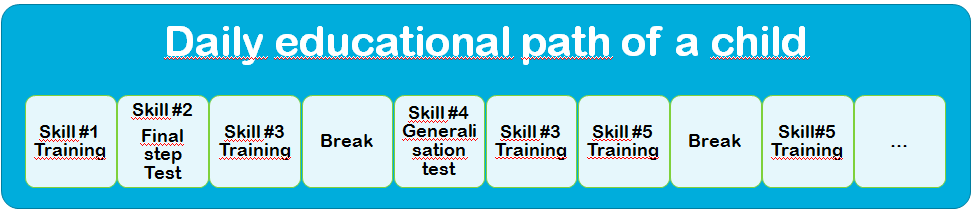 Daily educational path of a child
Skill #1
Training
Skill #2
Final
step
Test
Skill #3
Training
Break
Skill #4
Generali
sation
test
Skill #3
Training
Skill #5
Training
Break
Skill#5
Training
...